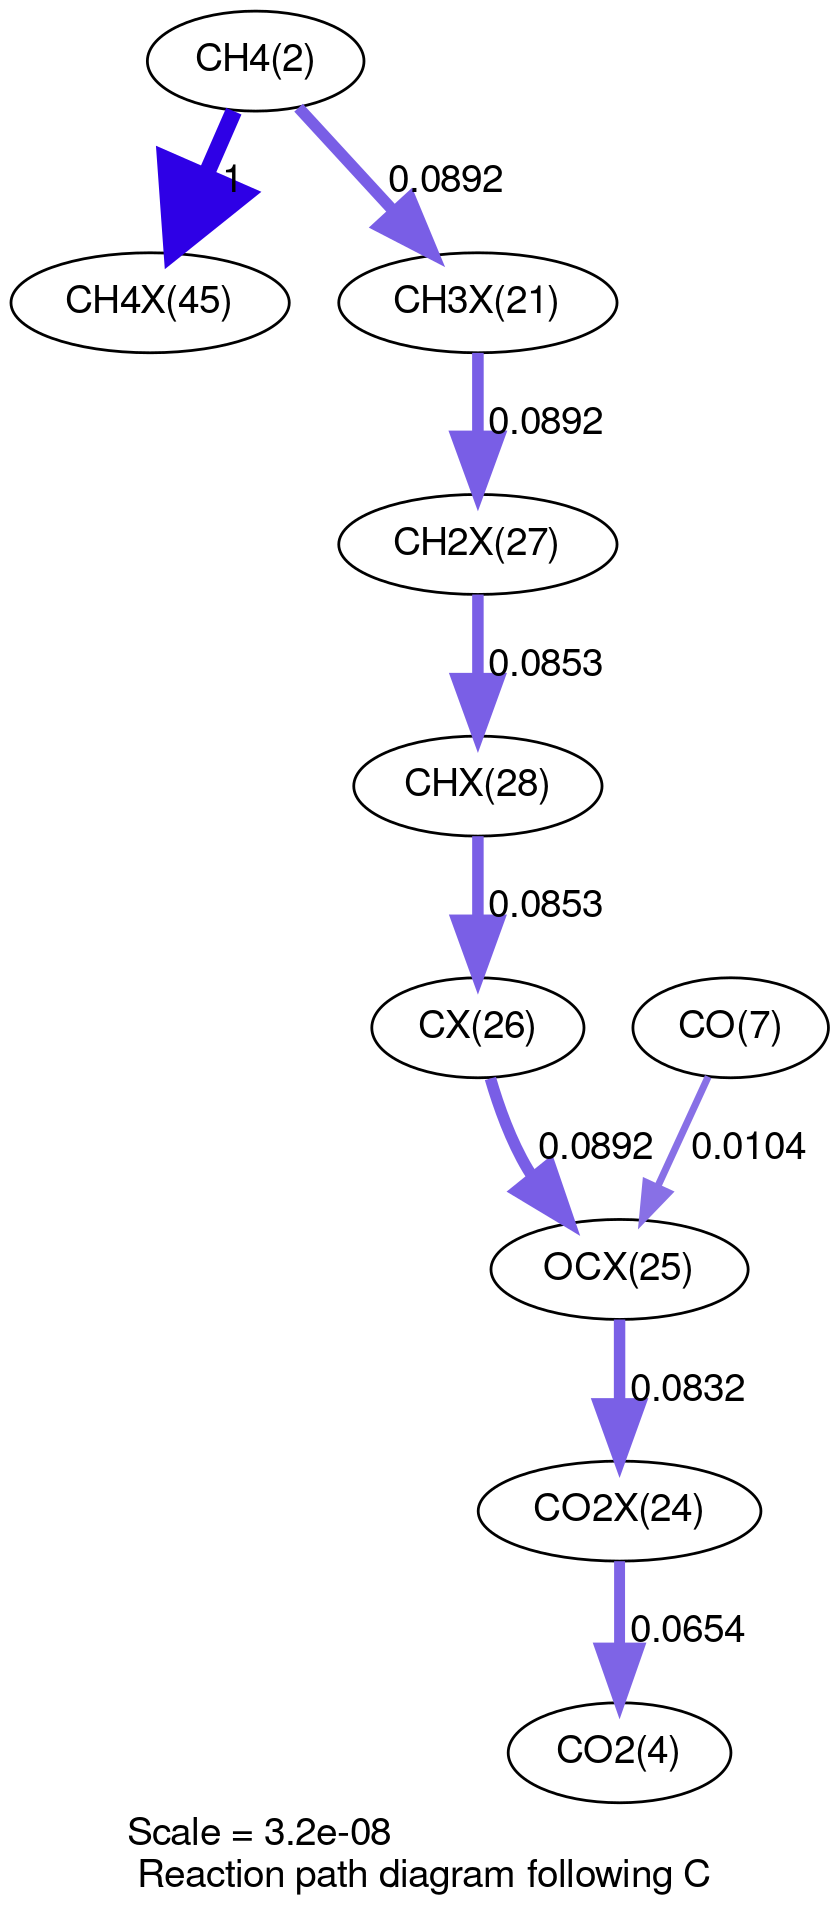 CH4(2)
1
0.0892
CH4X(45)
CH3X(21)
0.0892
CH2X(27)
0.0853
CHX(28)
0.0853
CX(26)
CO(7)
0.0892
0.0104
OCX(25)
0.0832
CO2X(24)
0.0654
CO2(4)
Scale = 3.2e-08
Reaction path diagram following C